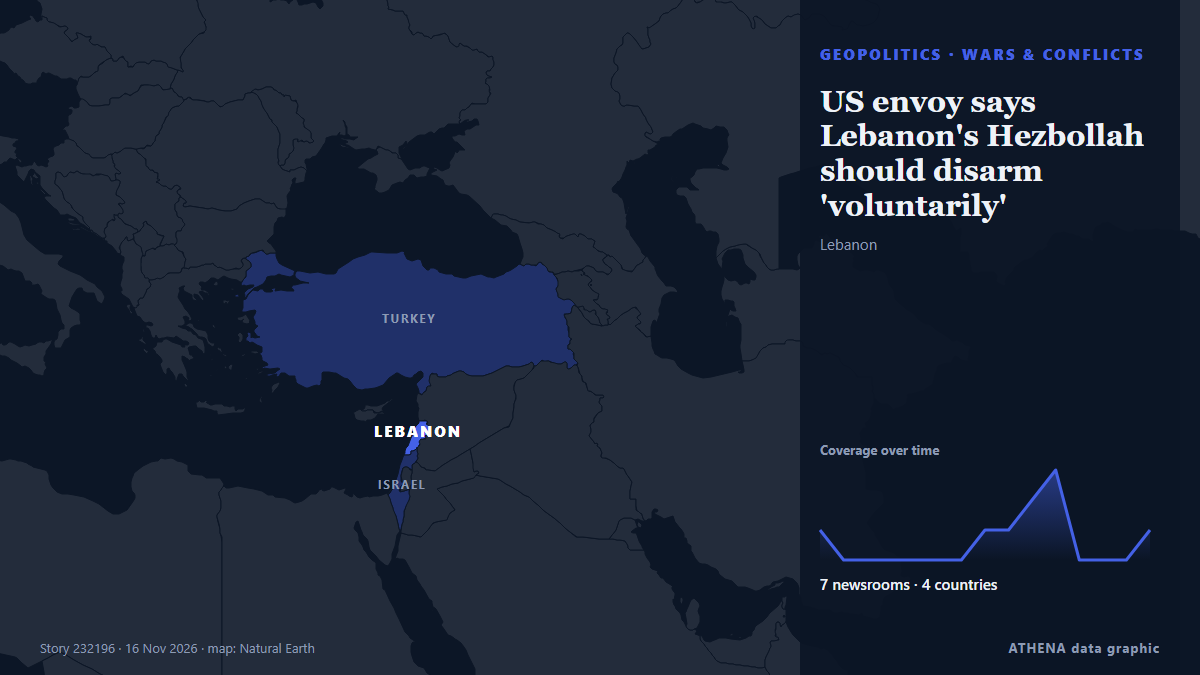 GEOPOLITICS · WARS & CONFLICTS
US envoy says
Lebanon's Hezbollah
should disarm
'voluntarily'
Lebanon
TURKEY
LEBANON
ISRAEL
Coverage over time
7 newsrooms · 4 countries
Story 232196 · 16 Nov 2026 · map: Natural Earth
ATHENA data graphic